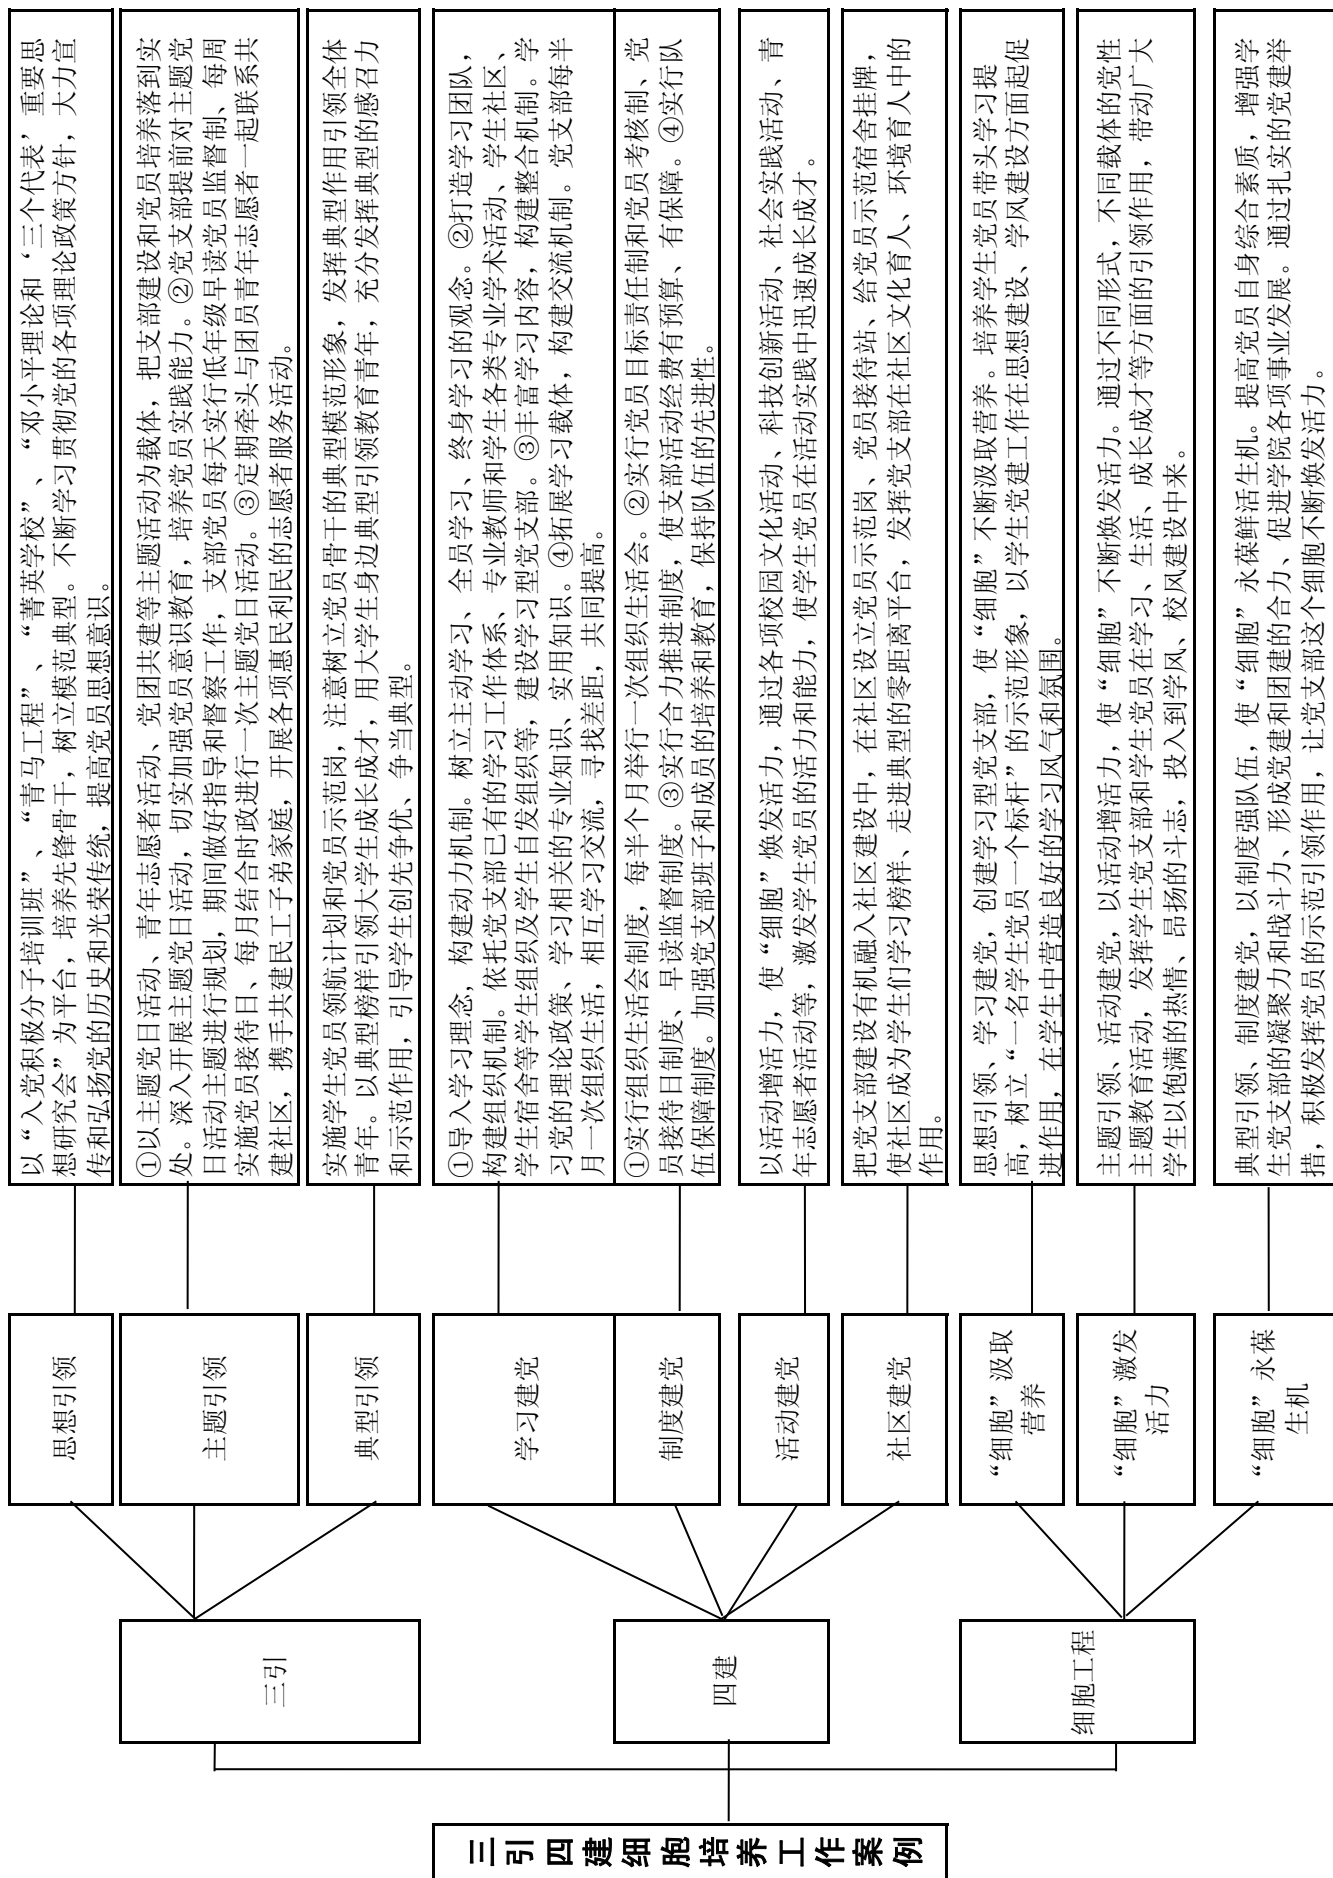 三引四建细胞培养工作案例
三引
四建
细胞工程
思想引领
主题引领
典型引领
学习建党
制度建党
活动建党
社区建党
“细胞”汲取
营养
“细胞”激发
活力
“细胞”永葆
生机
以“入党积极分子培训班”、“青马工程”、“菁英学校”、“邓小平理论和‘三个代表’重要思
想研究会”为平台，培养先锋骨干，树立模范典型。不断学习贯彻党的各项理论政策方针，大力宣
传和弘扬党的历史和光荣传统，提高党员思想意识。
①以主题党日活动、青年志愿者活动、党团共建等主题活动为载体，把支部建设和党员培养落到实
处。深入开展主题党日活动，切实加强党员意识教育，培养党员实践能力。②党支部提前对主题党
日活动主题进行规划，期间做好指导和督察工作，支部党员每天实行低年级早读党员监督制、每周
实施党员接待日、每月结合时政进行一次主题党日活动。③定期牵头与团员青年志愿者一起联系共
建社区，携手共建民工子弟家庭，开展各项惠民利民的志愿者服务活动。
实施学生党员领航计划和党员示范岗，注意树立党员骨干的典型模范形象，发挥典型作用引领全体
青年。以典型榜样引领大学生成长成才，用大学生身边典型引领教育青年，充分发挥典型的感召力
和示范作用，引导学生创先争优、争当典型。
①导入学习理念，构建动力机制。树立主动学习、全员学习、终身学习的观念。②打造学习团队，
构建组织机制。依托党支部已有的学习工作体系、专业教师和学生各类专业学术活动、学生社区、
学生宿舍等学生组织及学生自发组织等，建设学习型党支部。③丰富学习内容，构建整合机制。学
习党的理论政策、学习相关的专业知识、实用知识。④拓展学习载体，构建交流机制。党支部每半
月一次组织生活，相互学习交流，寻找差距，共同提高。
①实行组织生活会制度，每半个月举行一次组织生活会。②实行党员目标责任制和党员考核制、党
员接待日制度、早读监督制度。③实行合力推进制度，使支部活动经费有预算、有保障。④实行队
伍保障制度。加强党支部班子和成员的培养和教育，保持队伍的先进性。
以活动增活力，使“细胞”焕发活力，通过各项校园文化活动、科技创新活动、社会实践活动、青
年志愿者活动等，激发学生党员的活力和能力，使学生党员在活动实践中迅速成长成才。
把党支部建设有机融入社区建设中，在社区设立党员示范岗、党员接待站、给党员示范宿舍挂牌，
使社区成为学生们学习榜样、走进典型的零距离平台，发挥党支部在社区文化育人、环境育人中的
作用。
思想引领、学习建党，创建学习型党支部，使“细胞”不断汲取营养。培养学生党员带头学习提
高，树立“一名学生党员一个标杆”的示范形象，以学生党建工作在思想建设、学风建设方面起促
进作用，在学生中营造良好的学习风气和氛围。
主题引领、活动建党，以活动增活力，使“细胞”不断焕发活力。通过不同形式，不同载体的党性
主题教育活动，发挥学生党支部和学生党员在学习、生活、成长成才等方面的引领作用，带动广大
学生以饱满的热情、昂扬的斗志，投入到学风、校风建设中来。
典型引领、制度建党，以制度强队伍，使“细胞”永葆鲜活生机。提高党员自身综合素质，增强学
生党支部的凝聚力和战斗力、形成党建和团建的合力、促进学院各项事业发展。通过扎实的党建举
措，积极发挥党员的示范引领作用，让党支部这个细胞不断焕发活力。